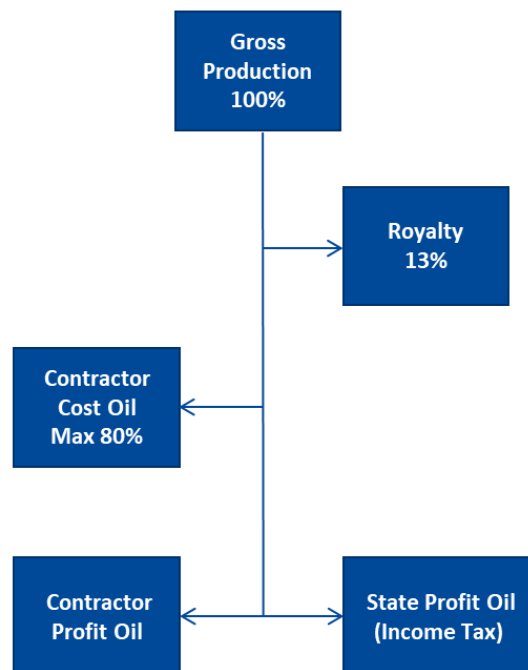 Gross
Production
100%
Royalty
13%
Contractor
Cost Oil
Max 80%
Contractor
Profit Oil
State Profit Oil
(Income Tax)